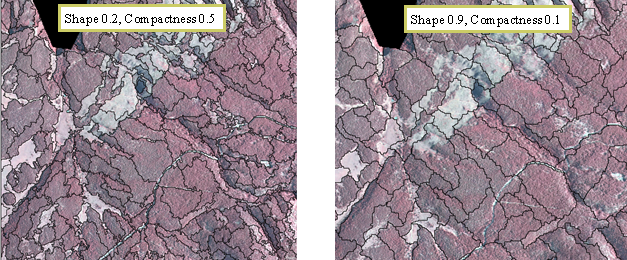 Shape 0.2, Compactness 0.5
Shape 0.9, Compactness 0.1